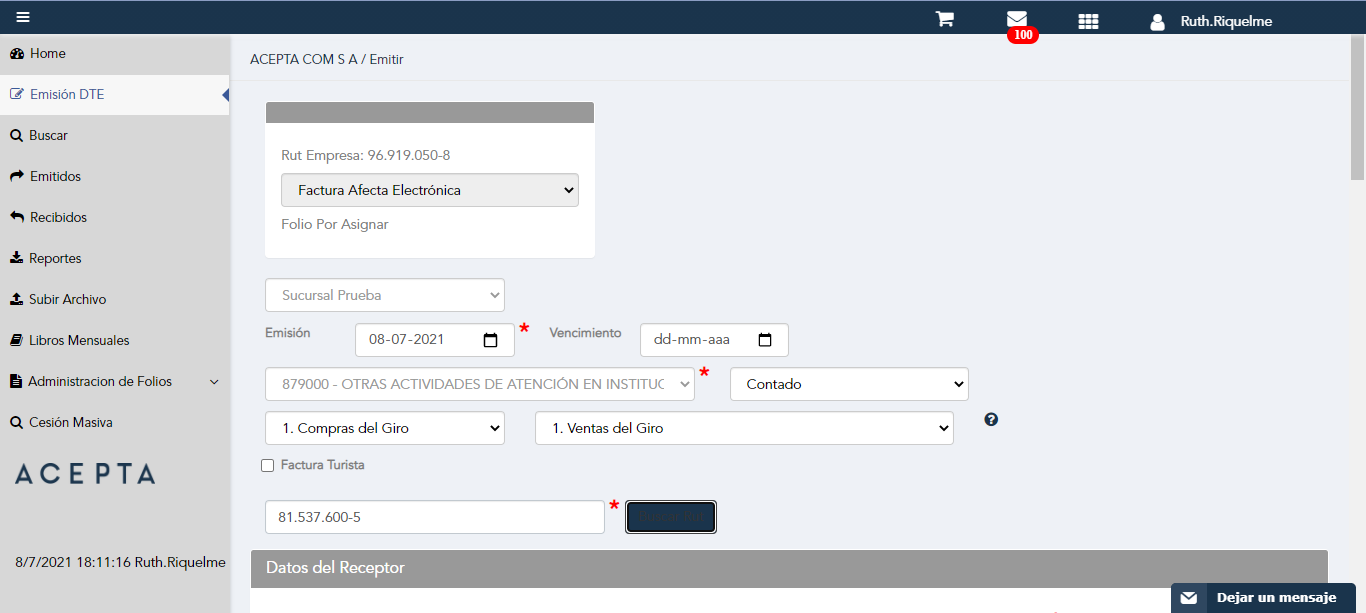 100
Ruth.Riquelme
Home
Emisión DTE
Buscar
Emitidos
Recibidos
Reportes
Subir Archivo
Libros Mensuales
Administracion de Folios
Cesión Masiva
ACEPTA
8/7/2021 18:11:16 Ruth.Riquelme
ACEPTA COM S A / Emitir
Rut Empresa: 96.919.050-8
Factura Afecta Electrónica
Folio Por Asignar
Sucursal Prueba
Emisión
08-07-2021
*
Vencimiento
dd-mm-aaa
879000 - OTRAS ACTIVIDADES DE ATENCIÓN EN INSTITUC
*
Contado
1. Compras del Giro
1. Ventas del Giro
?
Factura Turista
81.537.600-5
*
Datos del Receptor
Dejar un mensaje